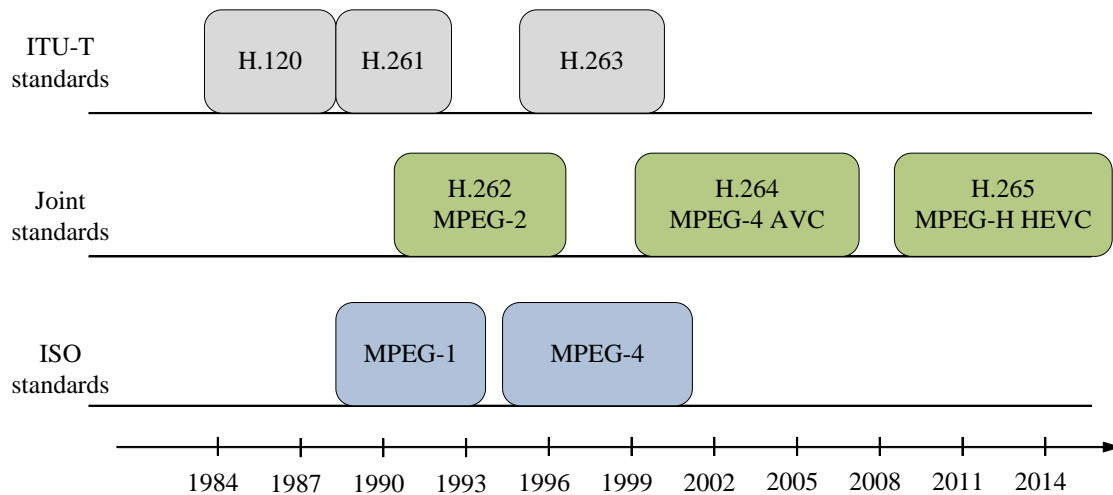 ITU-T
standards
H.120
H.261
H.263
Joint
standards
H.262
MPEG-2
H.264
MPEG-4 AVC
H.265
MPEG-H HEVC
ISO
standards
MPEG-1
MPEG-4
1984 1987 1990 1993 1996 1999 2002 2005 2008 2011 2014